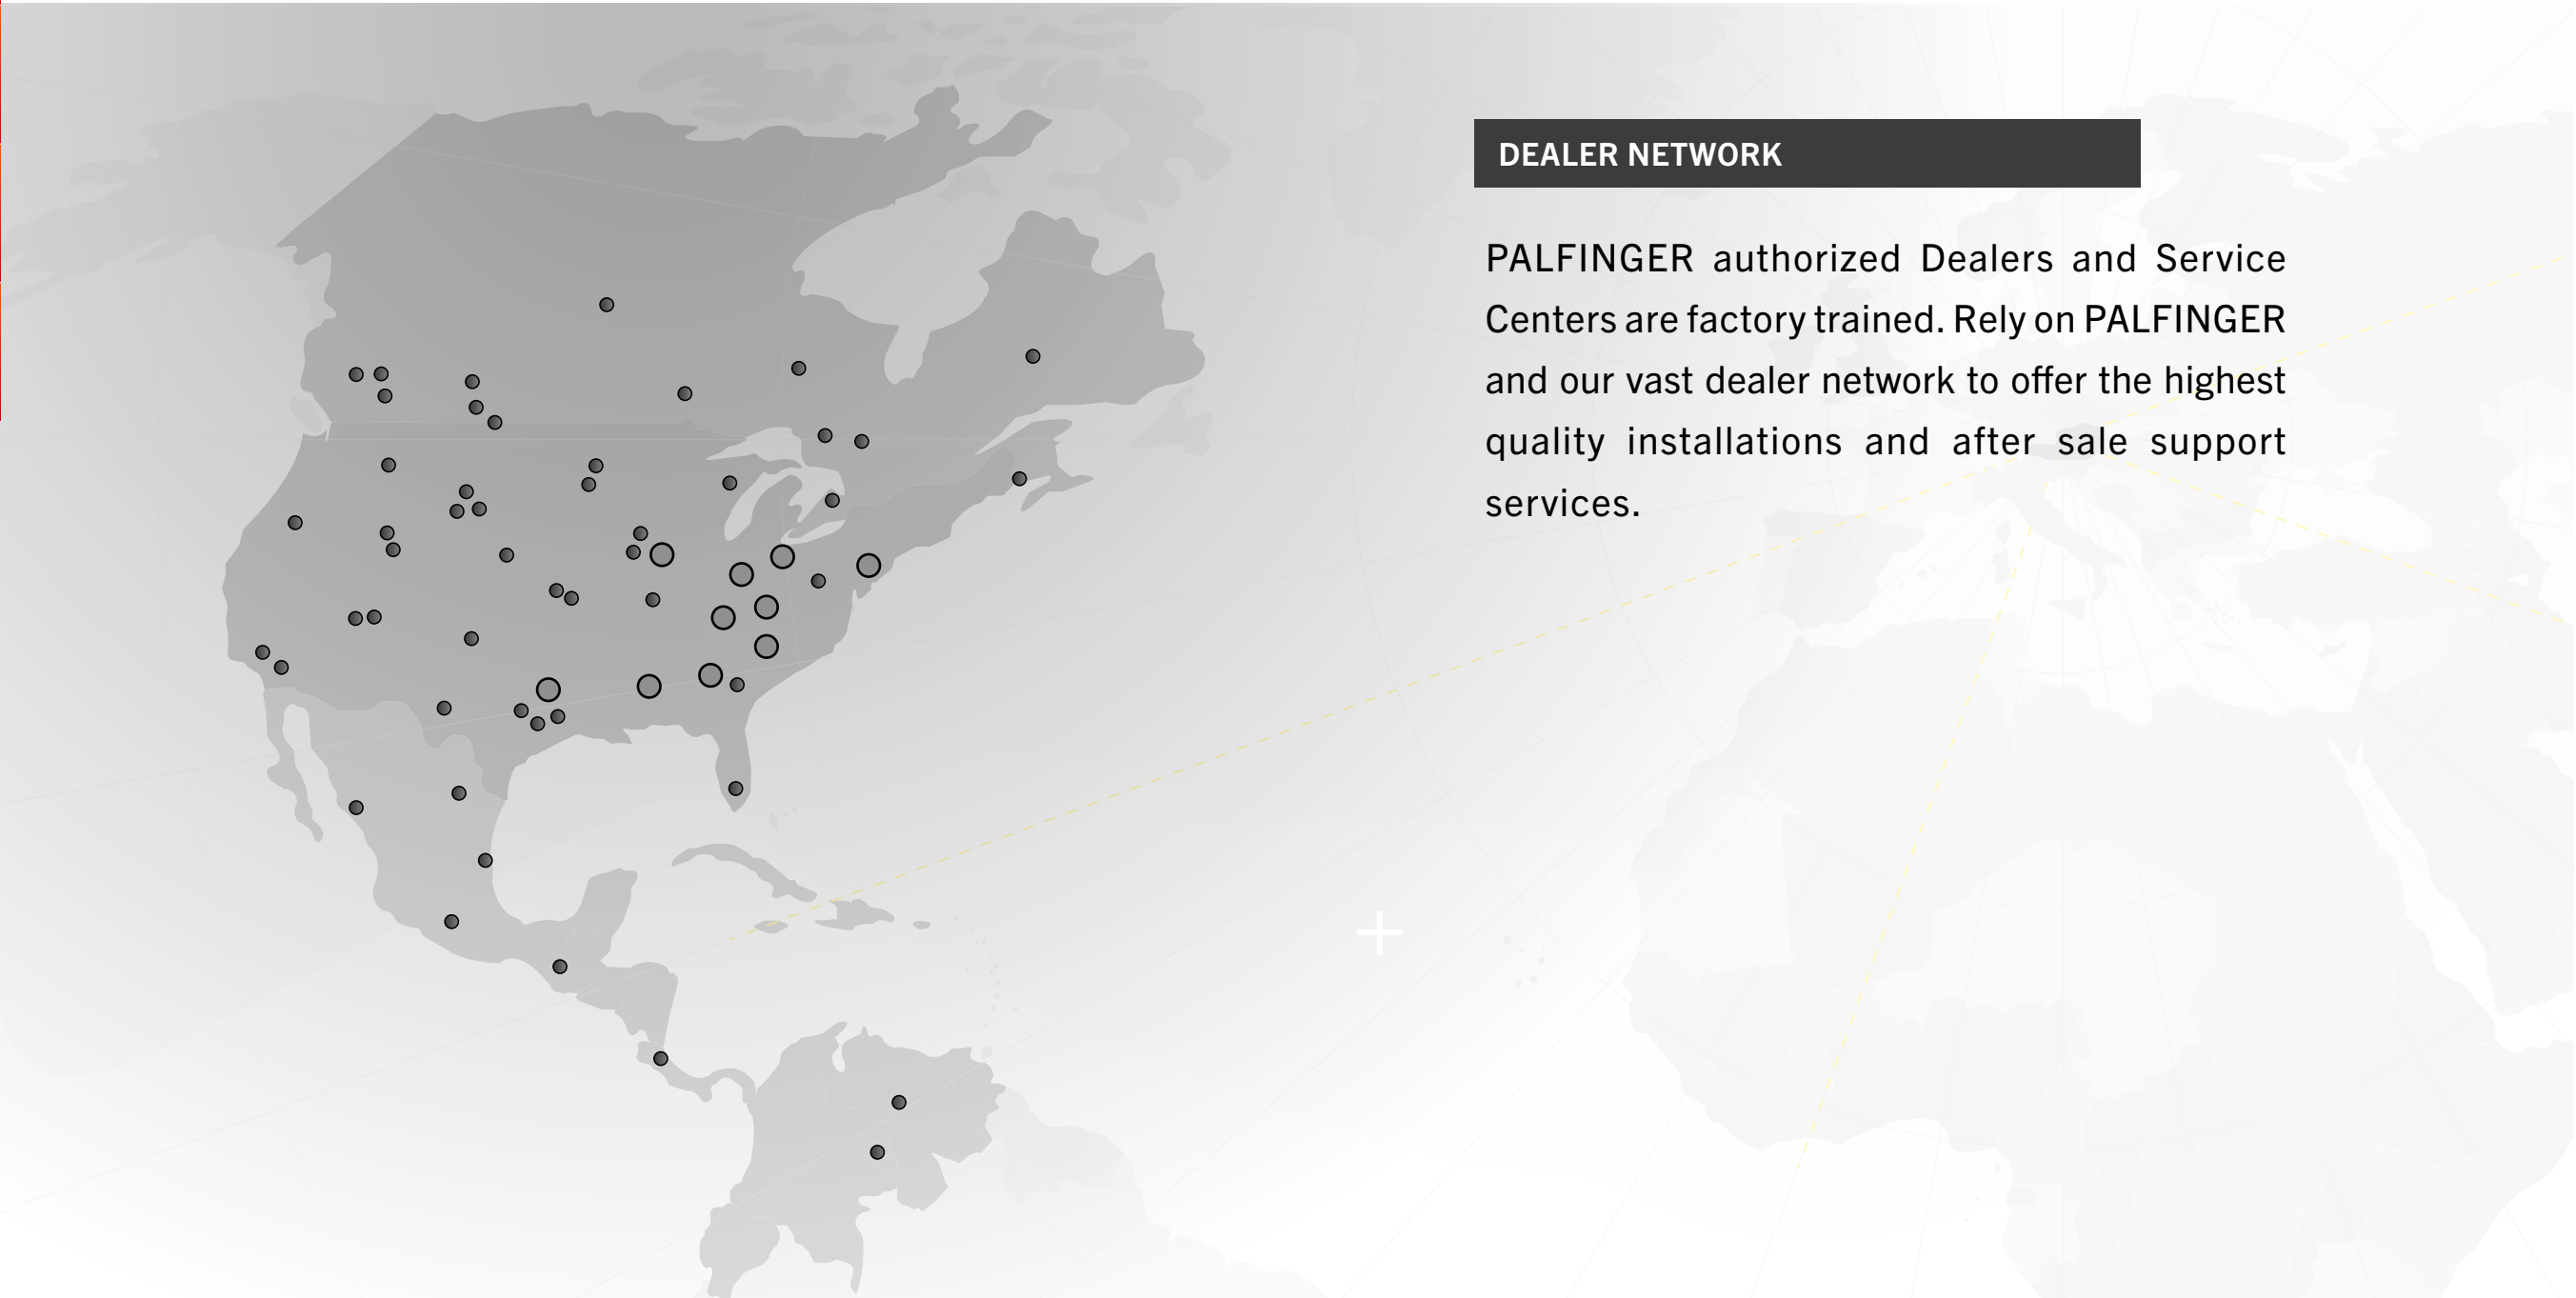 DEALER NETWORK
PALFINGER authorized Dealers and Service
Centers are factory trained. Rely on PALFINGER
and our vast dealer network to offer the highest
quality installations and after sale support
services.